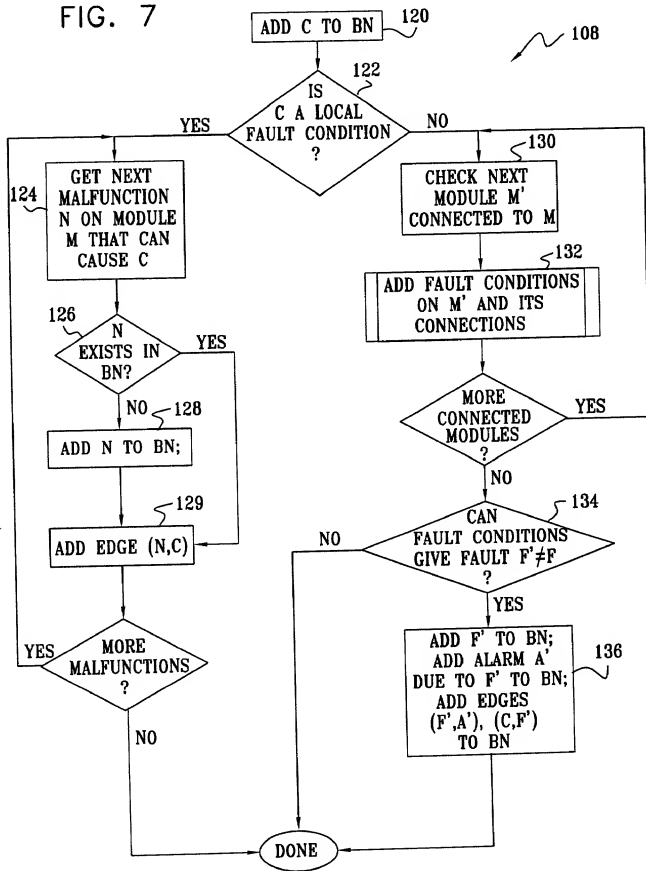 FIG. 7
ADD C TO BN
120
108
122
IS
C A LOCAL
FAULT CONDITION
?
YES
NO
124
GET NEXT
MALFUNCTION
N ON MODULE
M THAT CAN
CAUSE C
126
N
EXISTS IN
BN?
YES
NO
128
ADD N TO BN;
129
ADD EDGE (N,C)
MORE
MALFUNCTIONS
?
YES
NO
130
CHECK NEXT
MODULE M'
CONNECTED TO M
132
ADD FAULT CONDITIONS
ON M' AND ITS
CONNECTIONS
MORE
CONNECTED
MODULES
?
YES
NO
134
CAN
FAULT CONDITIONS
GIVE FAULT F'≠F
?
NO
YES
136
ADD F' TO BN;
ADD ALARM A'
DUE TO F' TO BN;
ADD EDGES
(F',A'), (C,F')
TO BN
DONE